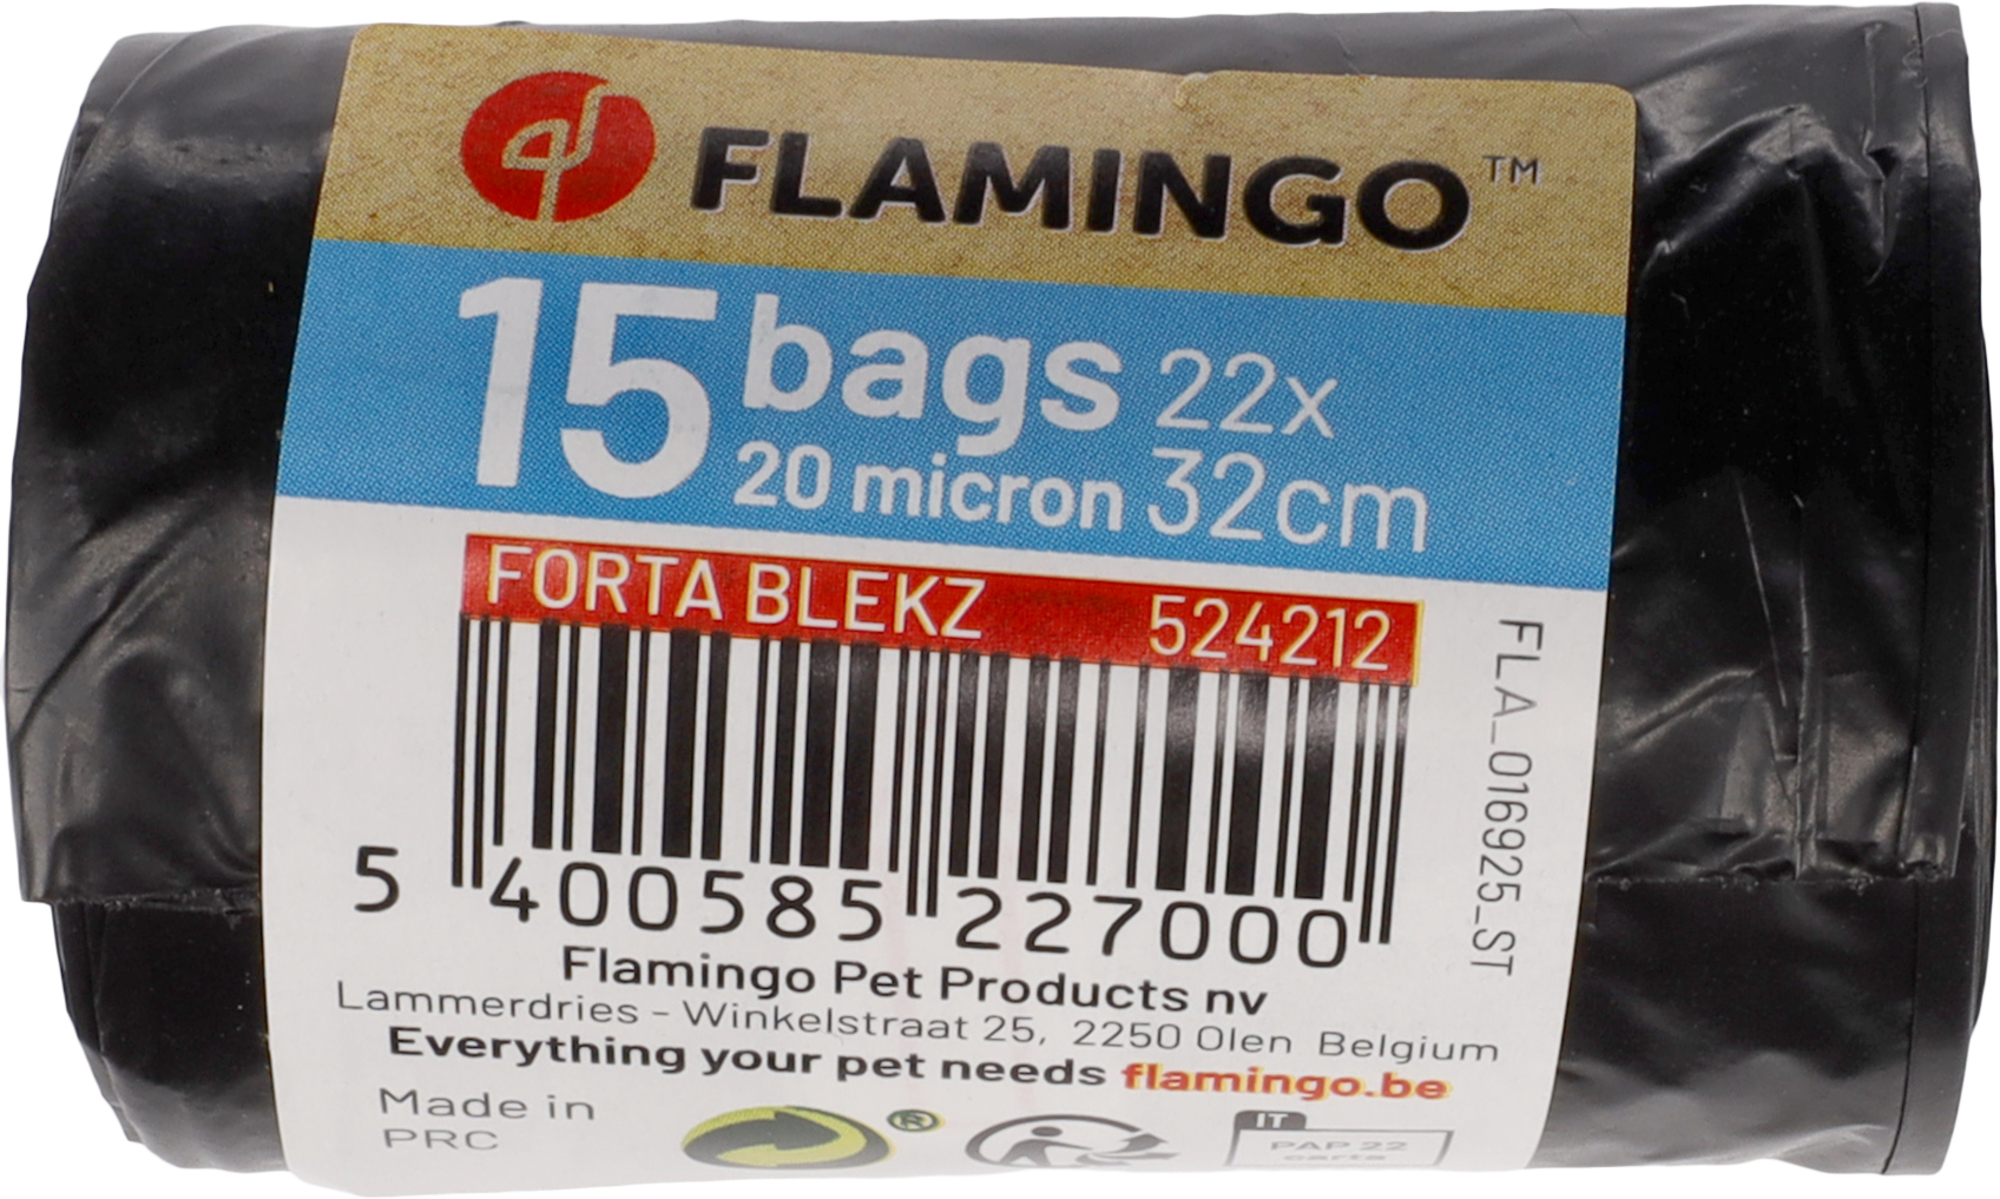 FLAMINGO™
15 bags 22x
20 micron 32cm
FORTA BLEKZ 524212
5 400585 227000
FLA_016925_ST
Flamingo Pet Products nv
Lammerdries - Winkelstraat 25, 2250 Olen Belgium
Everything your pet needs flamingo.be
Made in
PRC
®
IT
PAP 22
carta